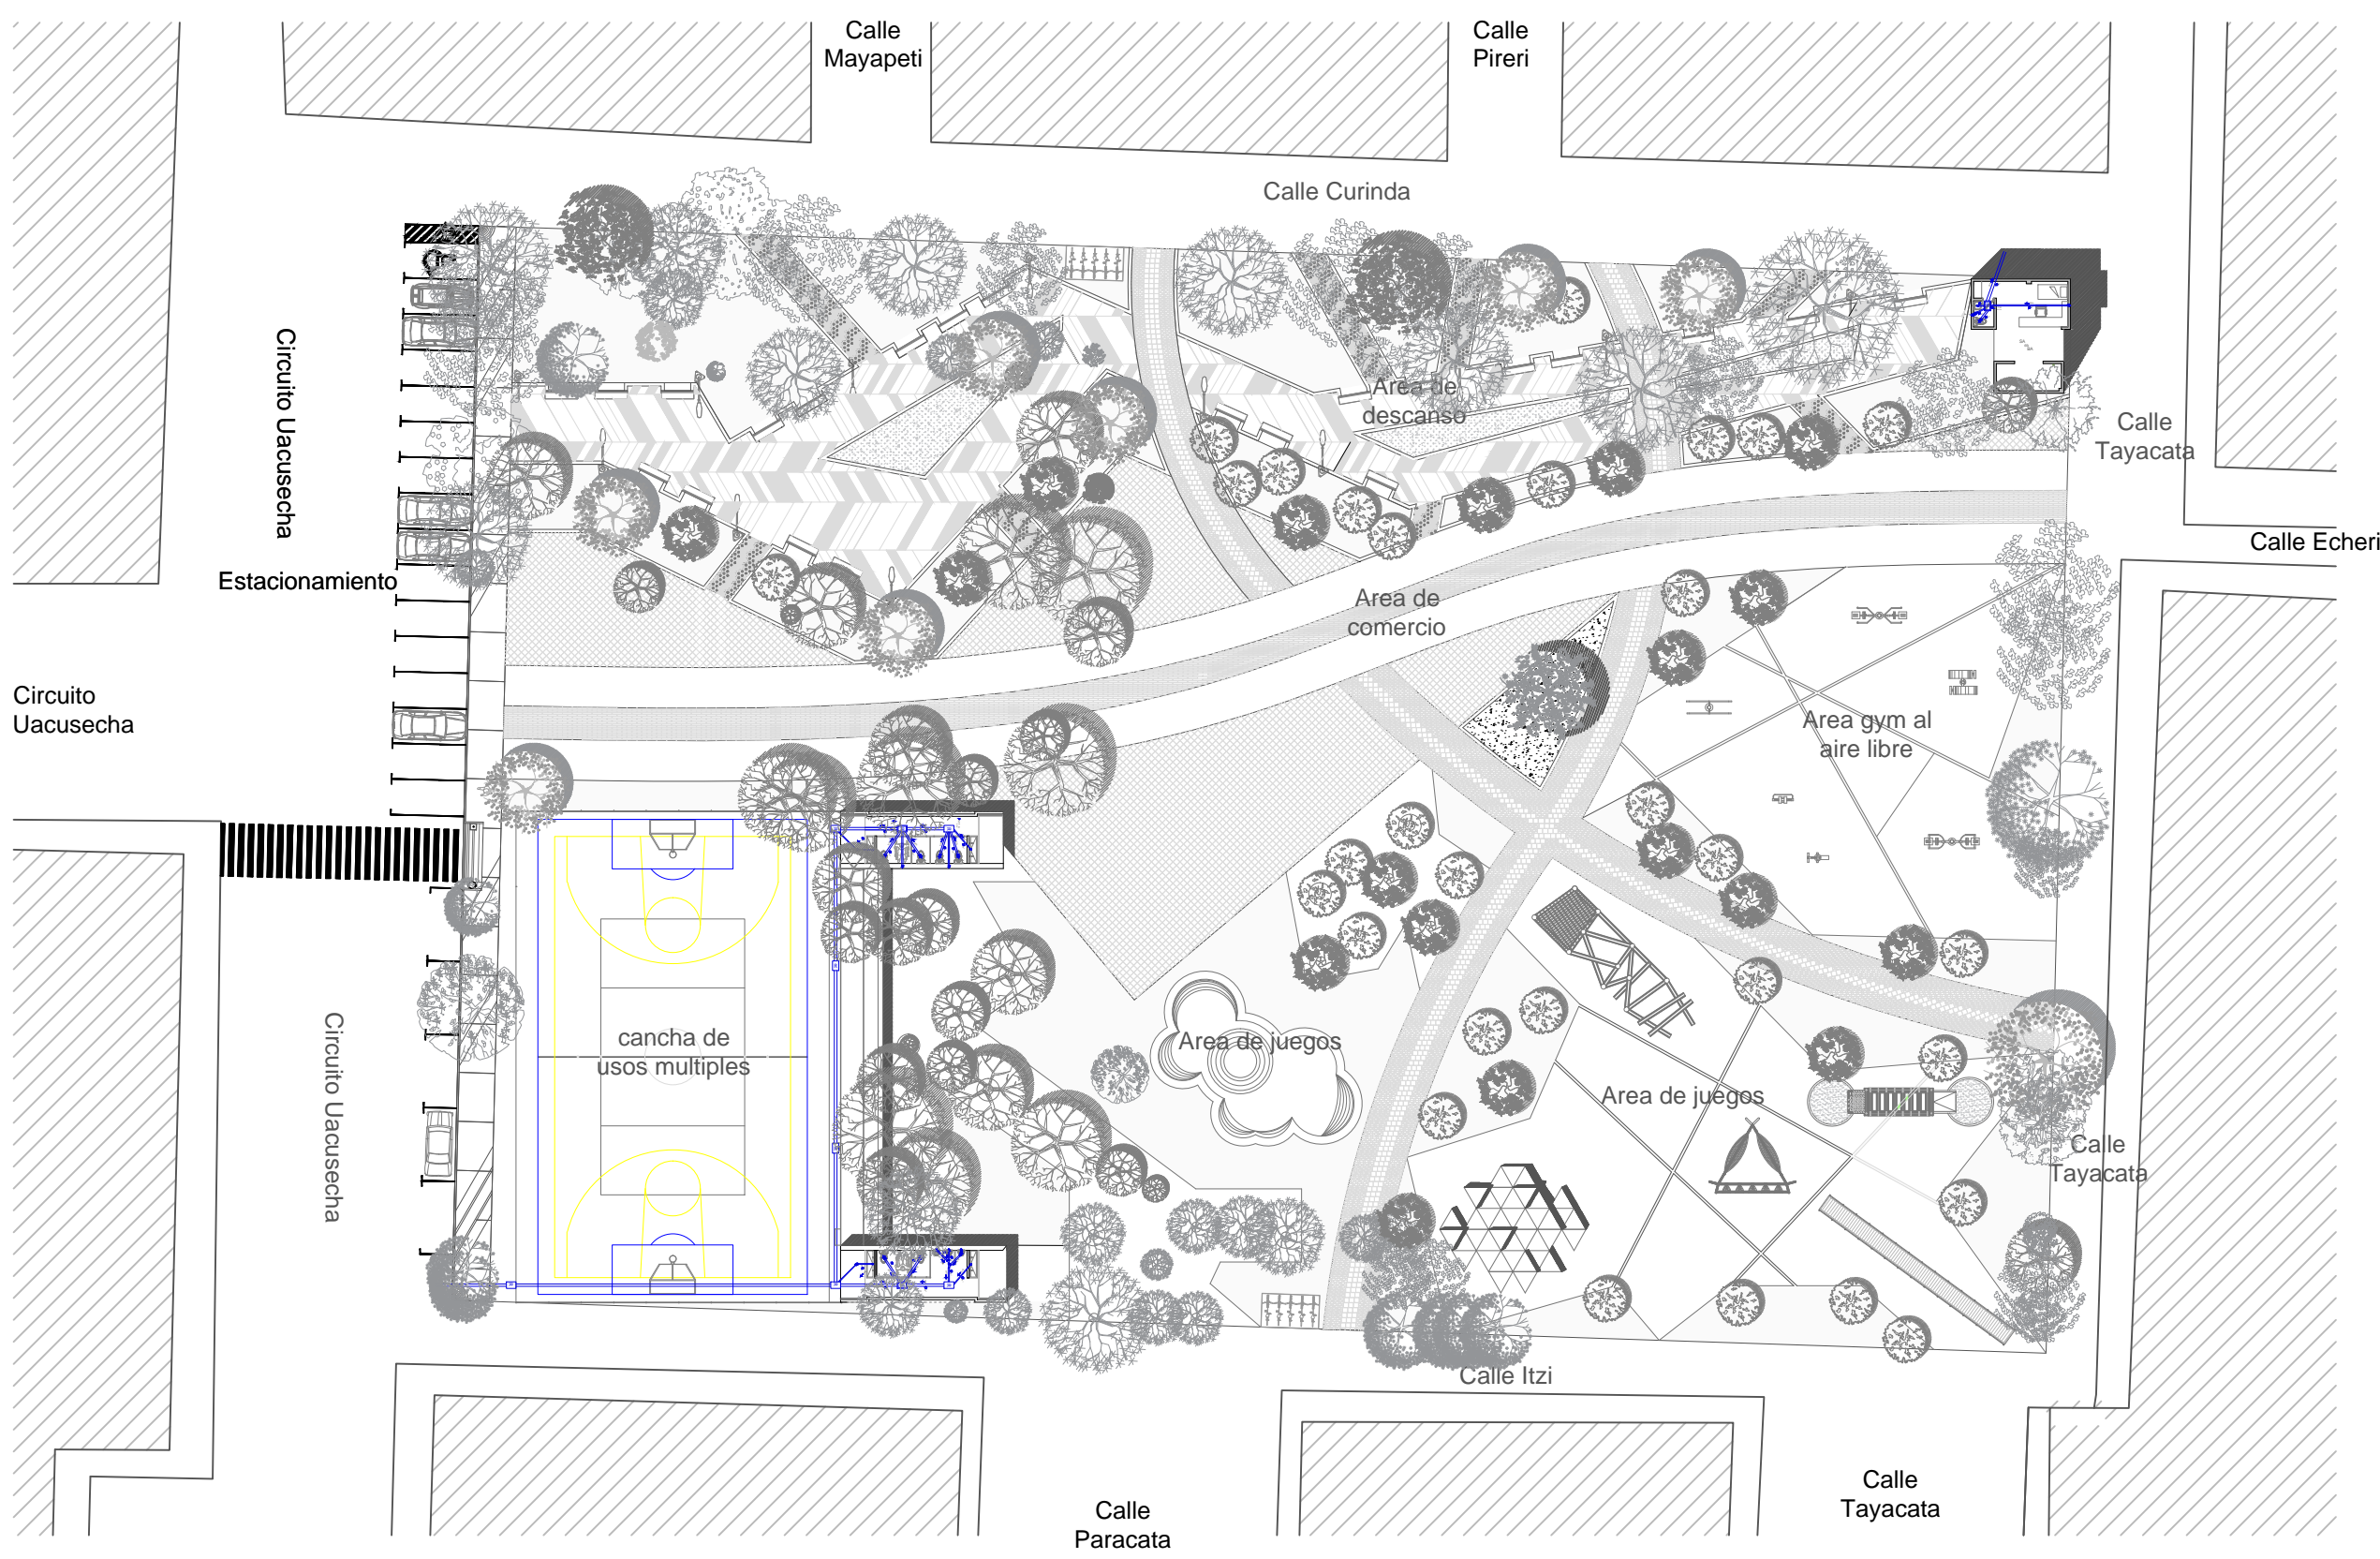 Calle
Mayapeti
Calle
Pireri
Calle Curinda
Circuito Uacusecha
Area de
descanso
Calle
Tayacata
Calle Echeri
Estacionamiento
Area de
comercio
Circuito
Uacusecha
Area gym al
aire libre
cancha de
usos multiples
Area de juegos
Area de juegos
Circuito Uacusecha
Calle
Tayacata
Calle Itzi
Calle
Tayacata
Calle
Paracata